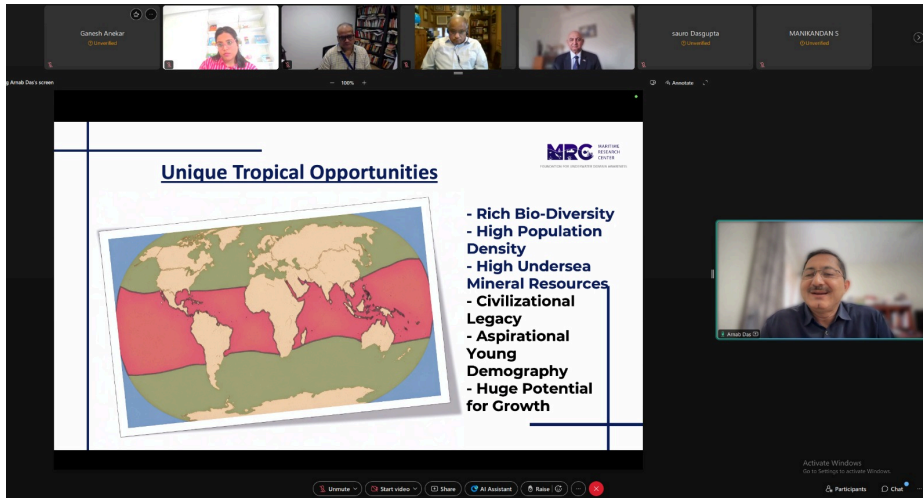 Ganesh Anekar
Unverified
sauro Dasgupta
Unverified
MANIKANDAN S
Unverified
g Arnab Das's screen
− 100% +
Annotate
Unique Tropical Opportunities
MRC MARITIME
RESEARCH
CENTER
- Rich Bio-Diversity
- High Population
Density
- High Undersea
Mineral Resources
- Civilizational
Legacy
- Aspirational
Young
Demography
- Huge Potential
for Growth
Arnab Das
Activate Windows
Go to Settings to activate Windows.
Unmute
Start video
Share
AI Assistant
Raise
Participants
Chat